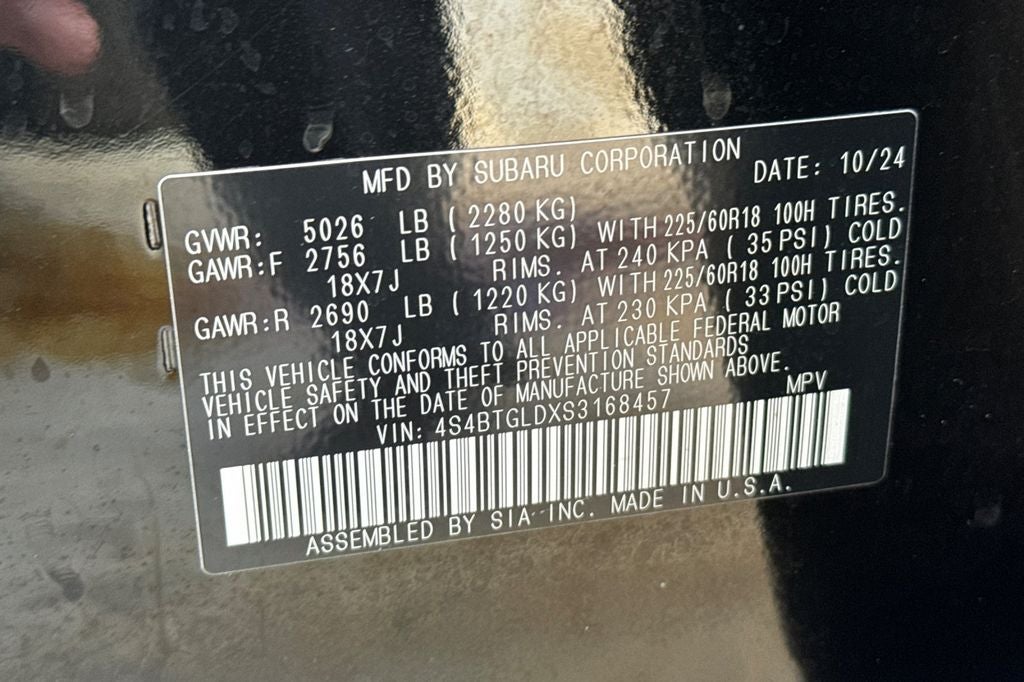 MFD BY SUBARU CORPORATION DATE: 10/24
GVWR: 5026 LB ( 2280 KG)
GAWR:F 2756 LB ( 1250 KG) WITH 225/60R18 100H TIRES.
18X7J RIMS. AT 240 KPA ( 35 PSI) COLD
GAWR:R 2690 LB ( 1220 KG) WITH 225/60R18 100H TIRES.
18X7J RIMS. AT 230 KPA ( 33 PSI) COLD
THIS VEHICLE CONFORMS TO ALL APPLICABLE FEDERAL MOTOR
VEHICLE SAFETY AND THEFT PREVENTION STANDARDS
IN EFFECT ON THE DATE OF MANUFACTURE SHOWN ABOVE.
VIN: 4S4BTGLDXS3168457 MPV
ASSEMBLED BY SIA INC. MADE IN U.S.A.